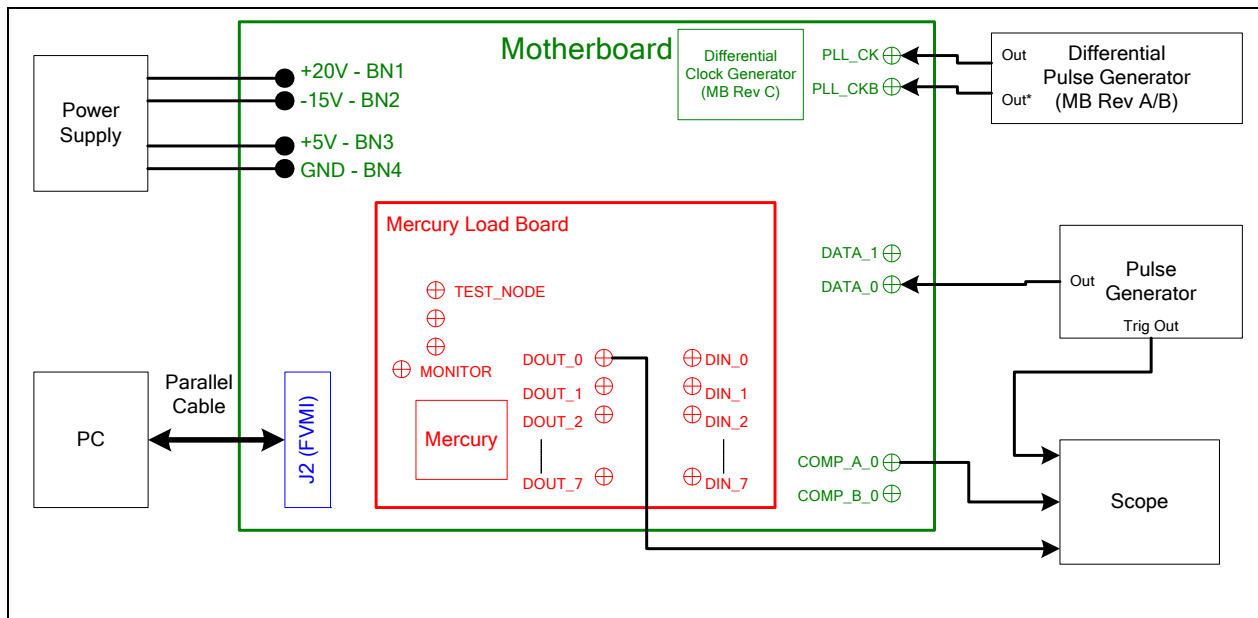 Motherboard
Power
Supply
+20V - BN1
-15V - BN2
+5V - BN3
GND - BN4
Differential
Clock Generator
(MB Rev C)
PLL_CK
PLL_CKB
Out
Out*
Differential
Pulse Generator
(MB Rev A/B)
Mercury Load Board
TEST_NODE
MONITOR
Mercury
DOUT_0
DOUT_1
DOUT_2
DOUT_7
DIN_0
DIN_1
DIN_2
DIN_7
DATA_1
DATA_0
Out
Pulse
Generator
Trig Out
PC
Parallel
Cable
J2 (FVMI)
COMP_A_0
COMP_B_0
Scope